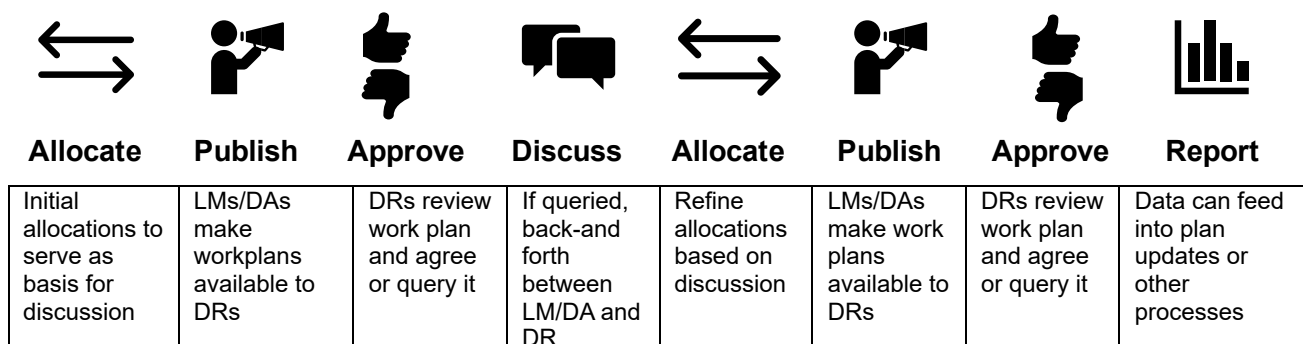 Allocate Publish Approve Discuss Allocate Publish Approve Report
Initial
allocations to
serve as
basis for
discussion
LMs/DAs
make
workplans
available to
DRs
DRs review
work plan
and agree
or query it
If queried,
back-and
forth
between
LM/DA and
DR
Refine
allocations
based on
discussion
LMs/DAs
make work
plans
available to
DRs
DRs review
work plan
and agree
or query it
Data can feed
into plan
updates or
other
processes